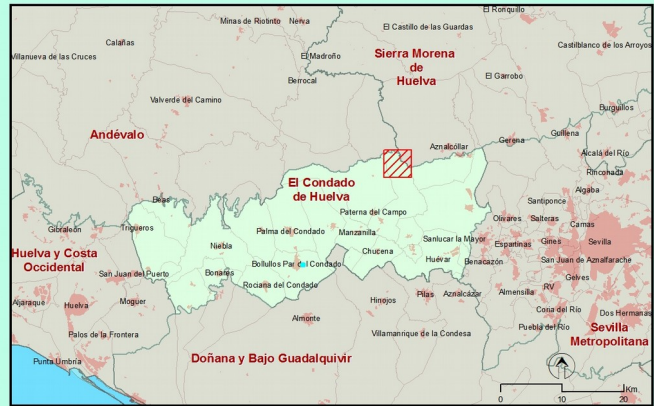 El Ronquillo
Minas de Riotinto
Nerva
El Castillo de las Guardas
Calañas
Castilblanco de los Arroyos
Villanueva de las Cruces
El Madroño
Sierra Morena
de
Huelva
Berrocal
El Garrobo
Valverde del Camino
Burguillos
Andévalo
Guillena
Gerena
Aznalcóllar
Alcalá del Río
Rinconada
El Condado
de Huelva
Algaba
Beas
Santiponce
Paterna del Campo
Olivares
Salteras
Camas
Gibraleón
Trigueros
Palma del Condado
Manzanilla
Sanlucar la Mayor
Espartinas
Gines
Sevilla
Niebla
Huelva y Costa
Occidental
Chucena
Huévar
Benacazón
San Juan de Aznalfarache
Bollullos Par del Condado
San Juan del Puerto
Bonares
Gelves
Rociana del Condado
Almensilla
RV
Aljaraque
Huelva
Moguer
Hinojos
Pilas
Aznalcázar
Coria del Río
Dos Hermanas
Almonte
Puebla del Río
Palos de la Frontera
Villamanrique de la Condesa
Sevilla
Metropolitana
Doñana y Bajo Guadalquivir
Punta Umbría
0 10 20
Km.